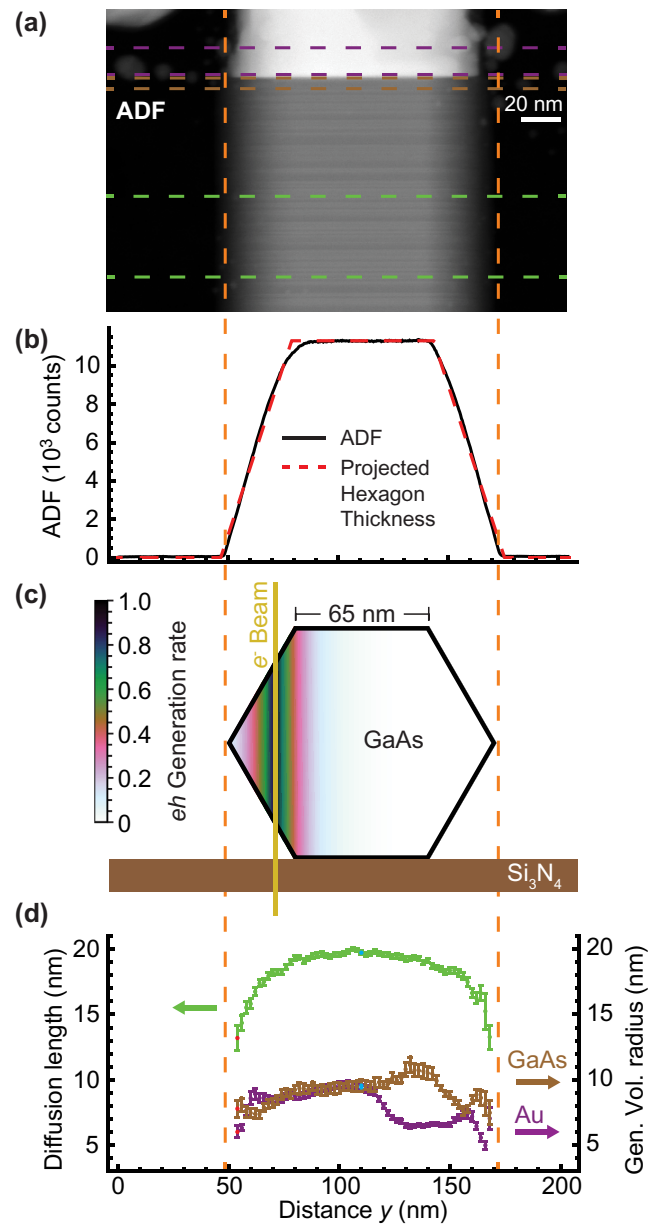 (a)
ADF
20 nm
(b)
ADF (10³ counts)
10
8
6
4
2
0
ADF
Projected
Hexagon
Thickness
(c)
1.0
0.8
0.6
0.4
0.2
0
eh Generation rate
e⁻ Beam
65 nm
GaAs
Si₃N₄
(d)
Diffusion length (nm)
20
15
10
5
20
15
10
5
Gen. Vol. radius (nm)
GaAs
Au
0 50 100 150 200
Distance y (nm)